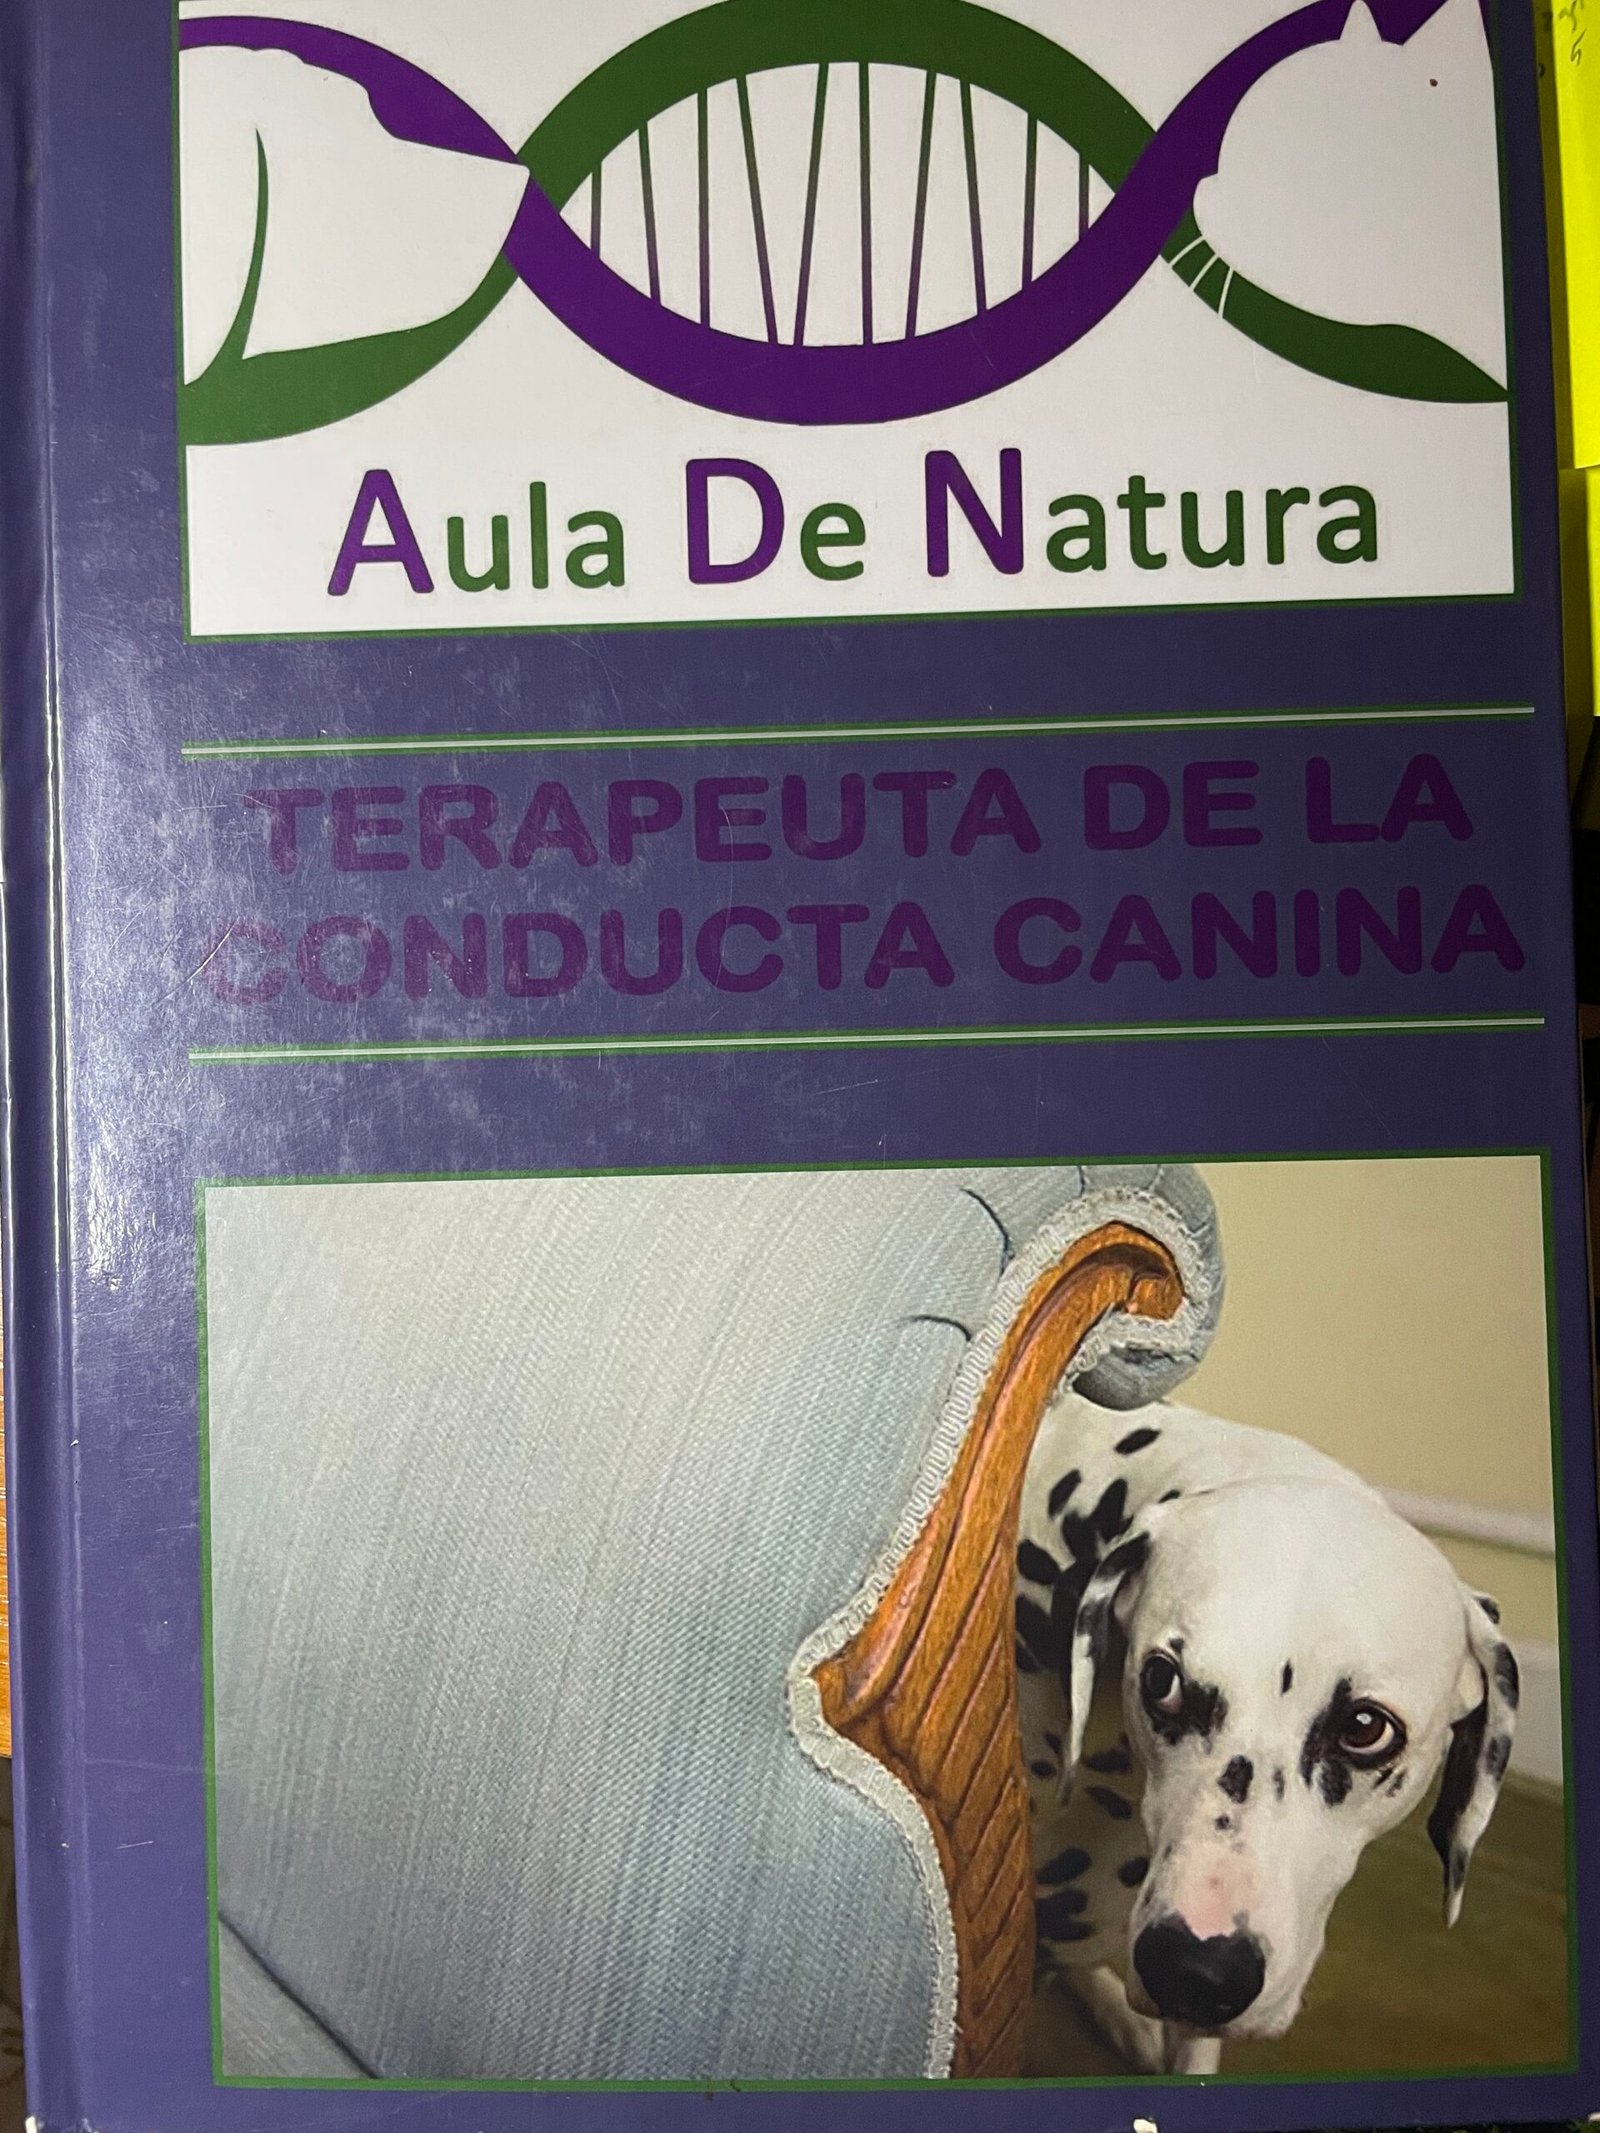 Aula De Natura
TERAPEUTA DE LA
CONDUCTA CANINA